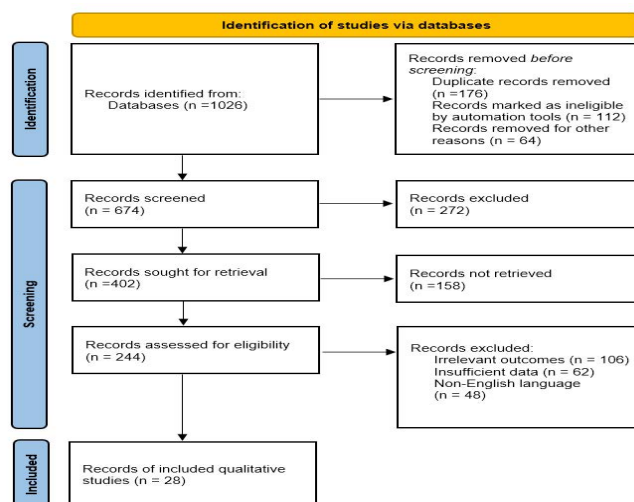 Identification of studies via databases
Identification
Records identified from:
Databases (n =1026)
Records removed before
screening:
Duplicate records removed
(n =176)
Records marked as ineligible
by automation tools (n = 112)
Records removed for other
reasons (n = 64)
Screening
Records screened
(n = 674)
Records excluded
(n = 272)
Records sought for retrieval
(n =402)
Records not retrieved
(n =158)
Records assessed for eligibility
(n = 244)
Records excluded:
Irrelevant outcomes (n = 106)
Insufficient data (n = 62)
Non-English language
(n = 48)
Included
Records of included qualitative
studies (n = 28)